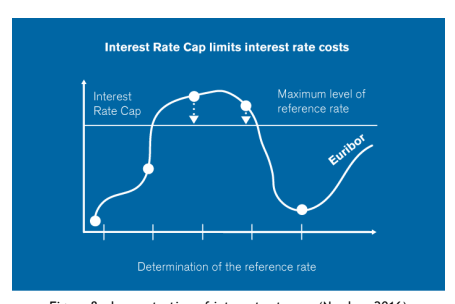 Interest Rate Cap limits interest rate costs
Interest
Rate Cap
Maximum level of
reference rate
Euribor
Determination of the reference rate